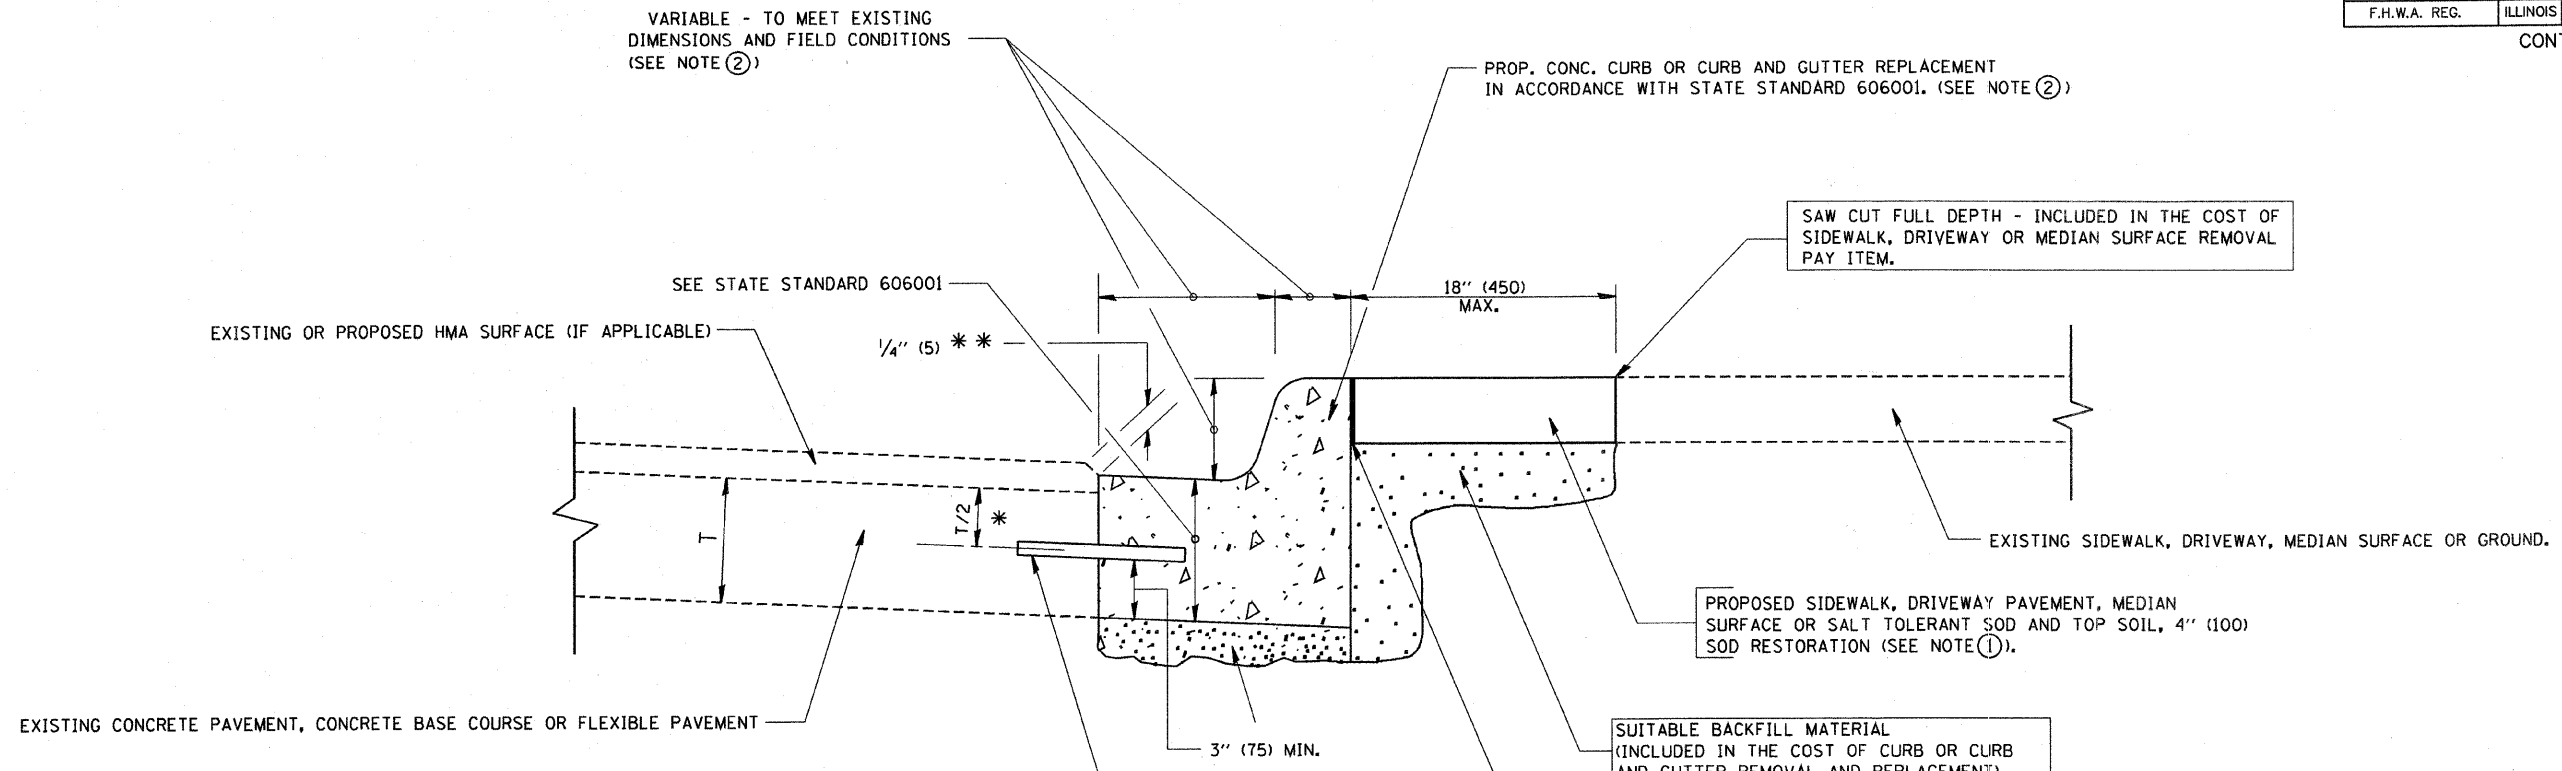 F.H.W.A. REG. ILLINOIS
CONT
VARIABLE - TO MEET EXISTING
DIMENSIONS AND FIELD CONDITIONS
(SEE NOTE 2)
PROP. CONC. CURB OR CURB AND GUTTER REPLACEMENT
IN ACCORDANCE WITH STATE STANDARD 606001. (SEE NOTE 2)
SAW CUT FULL DEPTH - INCLUDED IN THE COST OF
SIDEWALK, DRIVEWAY OR MEDIAN SURFACE REMOVAL
PAY ITEM.
SEE STATE STANDARD 606001
18" (450)
MAX.
EXISTING OR PROPOSED HMA SURFACE (IF APPLICABLE)
1/4" (5) * *
T
T/2 *
EXISTING SIDEWALK, DRIVEWAY, MEDIAN SURFACE OR GROUND.
PROPOSED SIDEWALK, DRIVEWAY PAVEMENT, MEDIAN
SURFACE OR SALT TOLERANT SOD AND TOP SOIL, 4" (100)
SOD RESTORATION (SEE NOTE 1).
EXISTING CONCRETE PAVEMENT, CONCRETE BASE COURSE OR FLEXIBLE PAVEMENT
3" (75) MIN.
SUITABLE BACKFILL MATERIAL
(INCLUDED IN THE COST OF CURB OR CURB
AND GUTTER REMOVAL AND REPLACEMENT)